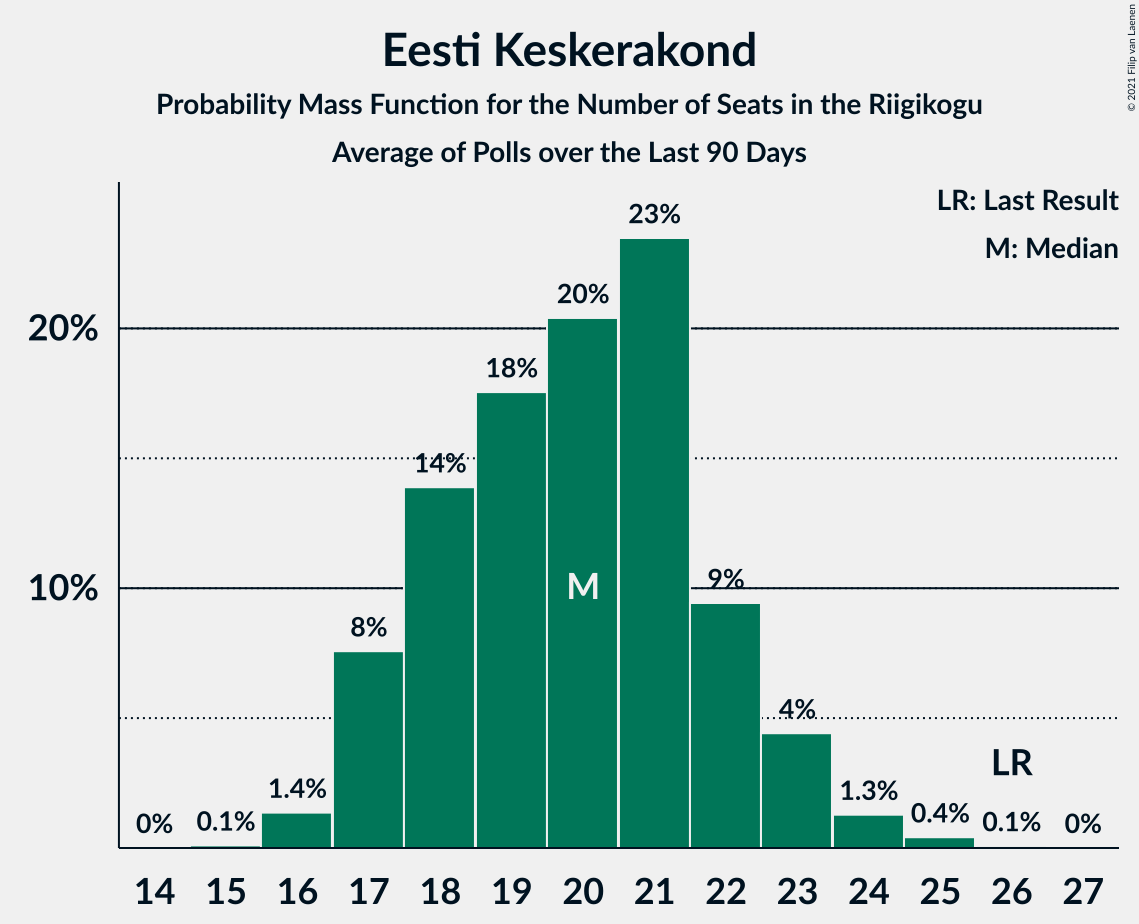 Eesti Keskerakond
Probability Mass Function for the Number of Seats in the Riigikogu
Average of Polls over the Last 90 Days
© 2021 Filip van Laenen
LR: Last Result
M: Median
20%
10%
0%
0.1%
1.4%
8%
14%
18%
20%
23%
9%
4%
1.3%
0.4%
0.1%
0%
M
LR
14 15 16 17 18 19 20 21 22 23 24 25 26 27